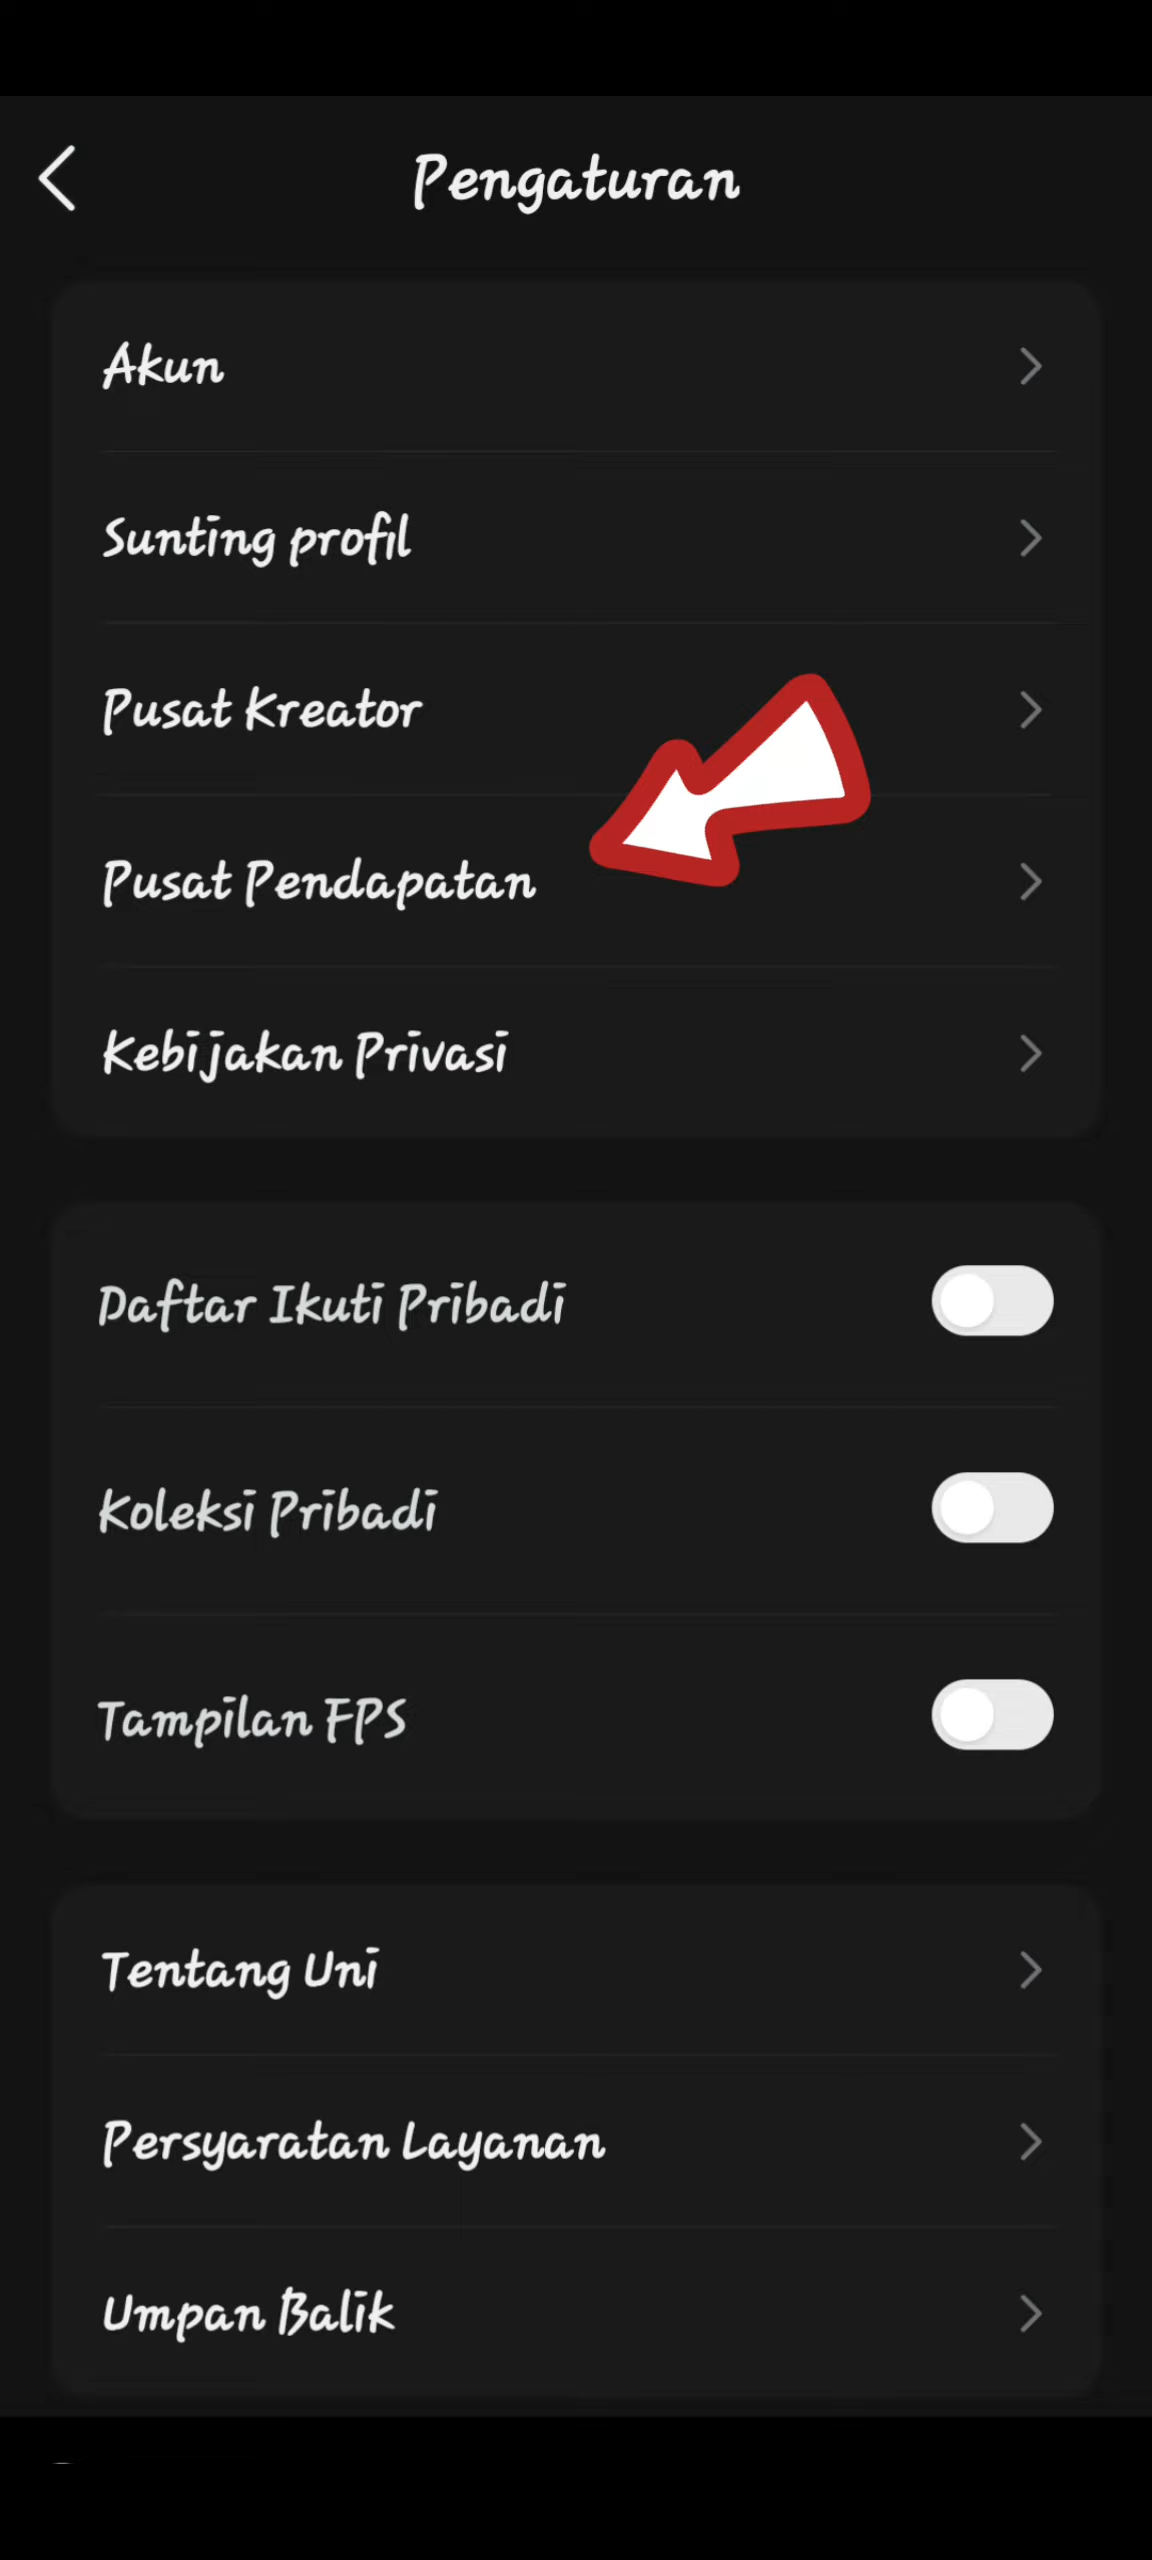 Pengaturan
Akun
Sunting profil
Pusat Kreator
Pusat Pendapatan
Kebijakan Privasi
Daftar Ikuti Pribadi
Koleksi Pribadi
Tampilan FPS
Tentang Uni
Persyaratan Layanan
Umpan Balik